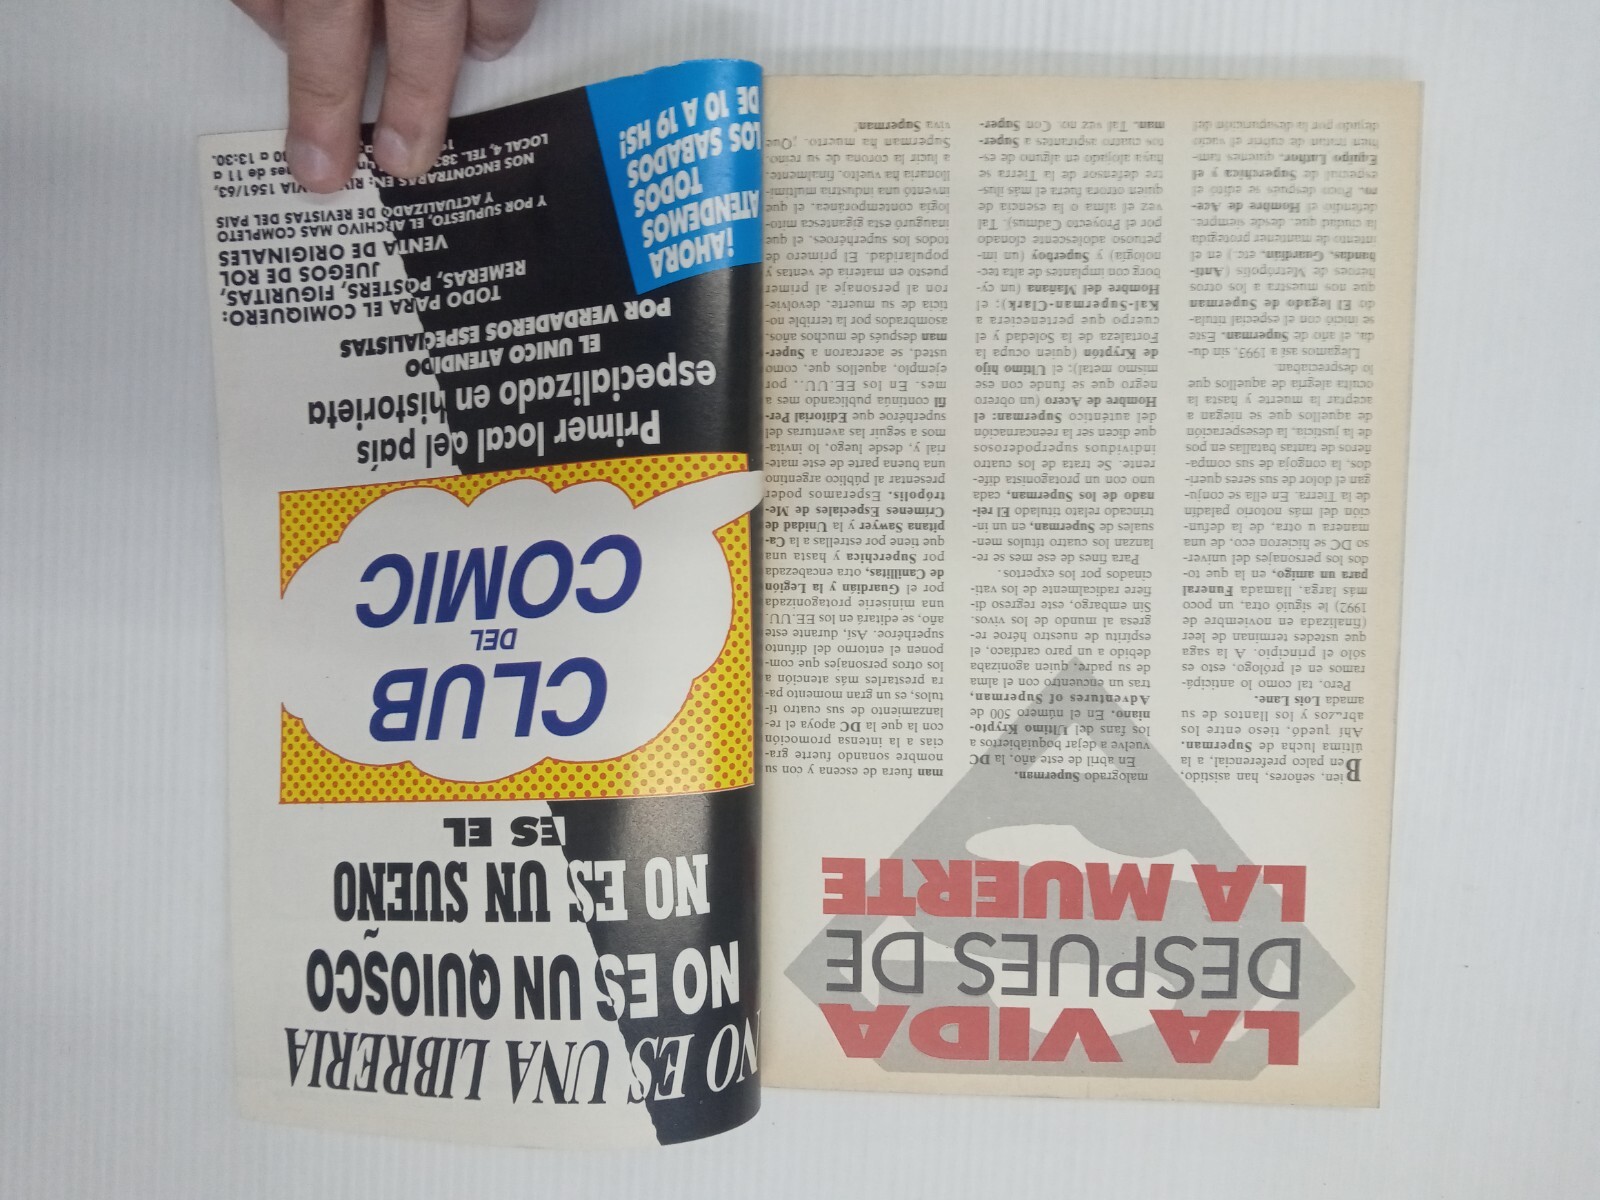 LA VIDA
DESPUES DE
LA MUERTE
Bien, señores, han asistido,
en palco preferencial, a la
última lucha de Superman.
Ahí quedó, tieso entre los
abrazos y los llantos de su
amada Lois Lane.
Pero, tal como lo anticipá-
ramos en el prólogo, esto es
sólo el principio. A la saga
que ustedes terminan de leer
(finalizada en noviembre de
1992) le siguió otra, un poco
más larga, llamada Funeral
para un amigo, en la que to-
dos los personajes del univer-
so DC se hicieron eco, de una
manera u otra, de la defun-
ción del más notorio paladín
de la Tierra. En ella se conju-
gan el dolor de sus seres queri-
dos, la congoja de sus compa-
ñeros de tantas batallas en pos
de la justicia, la desesperación
de aquellos que se niegan a
aceptar la muerte y hasta la
oculta alegría de aquellos que
lo despreciaban.
Llegamos así a 1993, sin du-
da, el año de Superman. Este
se inició con el especial titula-
do El legado de Superman
que nos muestra a los otros
héroes de Metrópolis (Anti-
bandas, Guardián, etc.) en el
intento de mantener protegida
la ciudad que, desde siempre,
defendió el Hombre de Ace-
ro. Poco después se editó el
especial de Superchica y el
Equipo Luthor, quienes tam-
bién tratan de cubrir el vacío
dejado por la desaparición del
malogrado Superman.
En abril de este año, la DC
vuelve a dejar boquiabiertos a
los fans del Ultimo Krypto-
niano. En el número 500 de
Adventures of Superman,
tras un encuentro con el alma
de su padre, quien agonizaba
debido a un paro cardíaco, el
espíritu de nuestro héroe re-
gresa al mundo de los vivos.
Sin embargo, este regreso di-
fiere radicalmente de los vati-
cinados por los expertos.
Para fines de ese mes se re-
lanzan los cuatro títulos men-
suales de Superman, en un in-
trincado relato titulado El rei-
nado de los Superman, cada
uno con un protagonista dife-
rente. Se trata de los cuatro
individuos superpoderosos
que dicen ser la reencarnación
del auténtico Superman: el
Hombre de Acero (un obrero
negro que se funde con ese
mismo metal); el Ultimo hijo
de Kryptón (quien ocupa la
Fortaleza de la Soledad y el
cuerpo que perteneciera a
Kal-Superman-Clark); el
Hombre del Mañana (un cy-
borg con implantes de alta tec-
nología) y Superboy (un im-
petuoso adolescente clonado
por el Proyecto Cadmus). Tal
vez el alma o la esencia de
quien otrora fuera el más ilus-
tre defensor de la Tierra se
haya alojado en alguno de es-
tos cuatro aspirantes a Super-
man. Tal vez no. Con Super-
man fuera de escena y con su
nombre sonando fuerte gra-
cias a la intensa promoción
con la que la DC apoya el re-
lanzamiento de sus cuatro tí-
tulos, es un gran momento pa-
ra prestarles más atención a
los otros personajes que com-
ponen el entorno del difunto
superhéroe. Así, durante este
año, se editará en los EE.UU.
una miniserie protagonizada
por el Guardián y la Legión
de Canillitas, otra encabezada
por Superchica y hasta una
que tiene por estrellas a la Ca-
pitana Sawyer y la Unidad de
Crímenes Especiales de Me-
trópolis. Esperamos poder
presentar al público argentino
una buena parte de este mate-
rial y, desde luego, lo invita-
mos a seguir las aventuras del
superhéroe que Editorial Per-
fil continúa publicando mes a
mes. En los EE.UU., por
ejemplo, aquellos que, como
usted, se acercaron a Super-
man después de muchos años,
asombrados por la terrible no-
ticia de su muerte, devolvie-
ron al personaje al primer
puesto en materia de ventas y
popularidad. El primero de
todos los superhéroes, el que
inauguró esta gigantesca mito-
logía contemporánea, el que
inventó una industria multimi-
llonaria ha vuelto, finalmente,
a lucir la corona de su reino.
Superman ha muerto. ¡Que
viva Superman!
NO ES UNA LIBRERIA
NO ES UN QUIOSCO
NO ES UN SUEÑO
ES EL
CLUB
DEL
COMIC
Primer local del país
especializado en historieta
EL UNICO ATENDIDO
POR VERDADEROS ESPECIALISTAS
TODO PARA EL COMIQUERO:
REMERAS, POSTERS, FIGURITAS,
JUEGOS DE ROL
VENTA DE ORIGINALES
Y POR SUPUESTO, EL ARCHIVO MAS COMPLETO
Y ACTUALIZADO DE REVISTAS DEL PAIS
NOS ENCONTRARAS EN:
1561/63,
LOCAL 4, TEL. 383
de 11 a
a 13:30.
¡AHORA
ATENDEMOS
TODOS
LOS SABADOS
DE 10 A 19 HS!